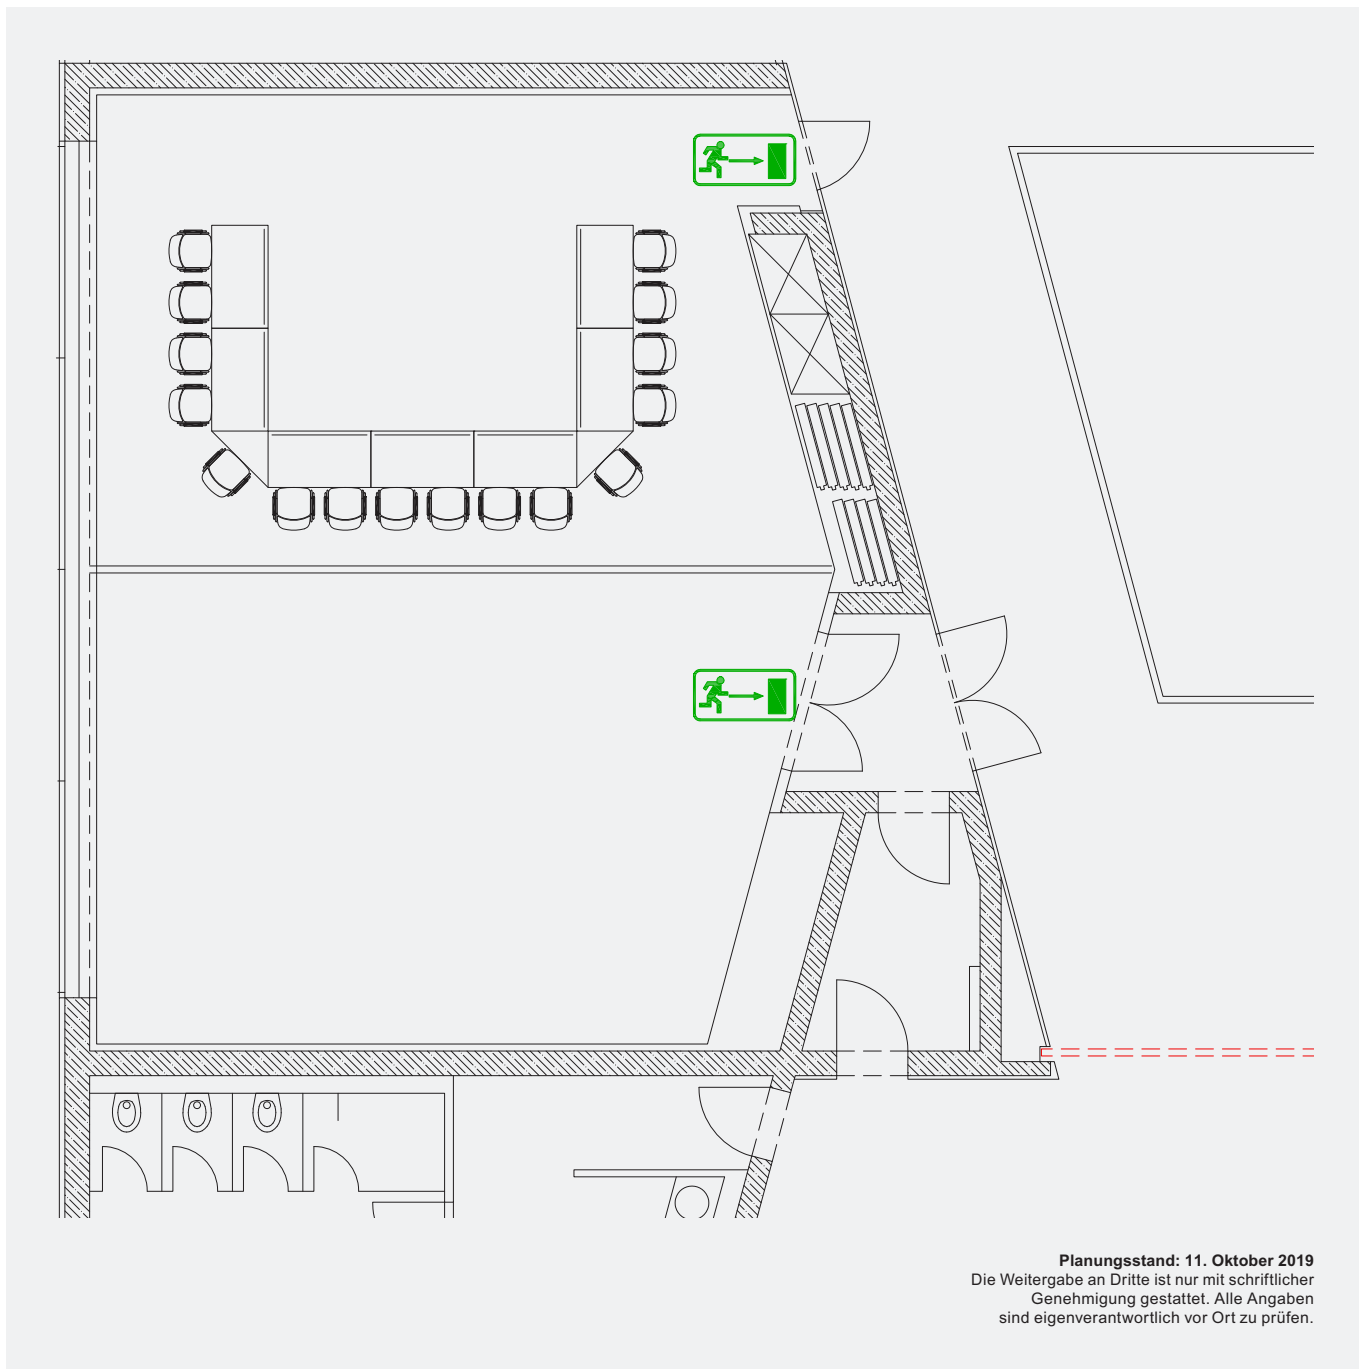 Planungsstand: 11. Oktober 2019
Die Weitergabe an Dritte ist nur mit schriftlicher
Genehmigung gestattet. Alle Angaben
sind eigenverantwortlich vor Ort zu prüfen.